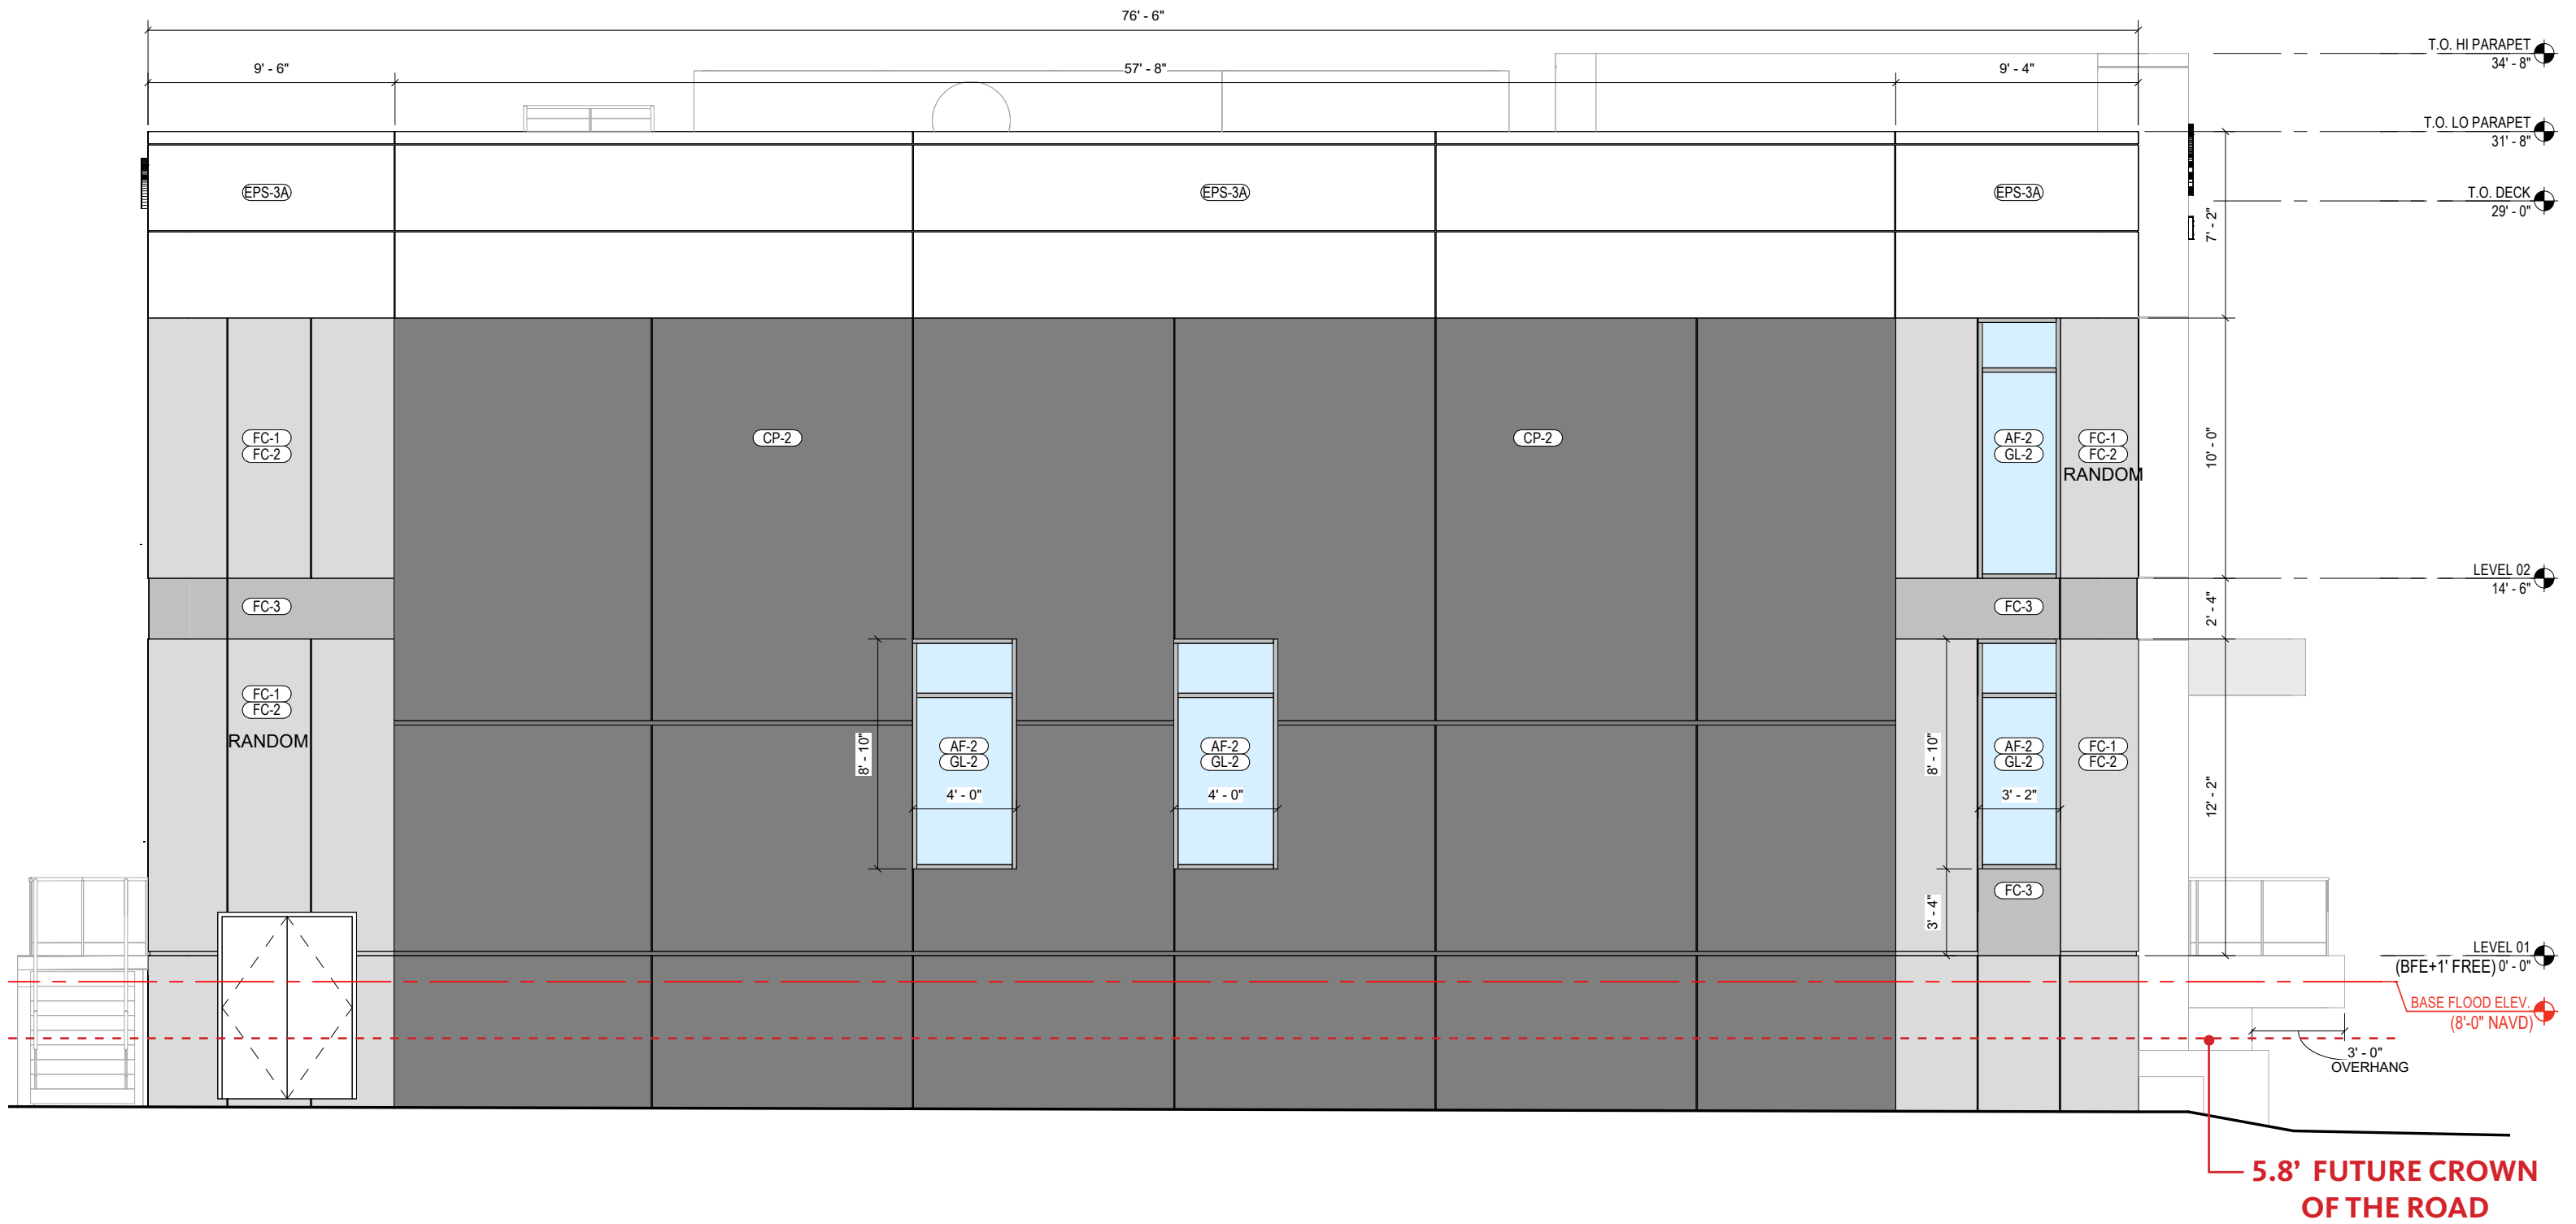 76' - 6"
9' - 6"
57' - 8"
9' - 4"
T.O. HI PARAPET
34' - 8"
T.O. LO PARAPET
31' - 8"
T.O. DECK
29' - 0"
EPS-3A
EPS-3A
EPS-3A
7' - 2"
FC-1
FC-2
CP-2
CP-2
AF-2
GL-2
FC-1
FC-2
RANDOM
10' - 0"
LEVEL 02
14' - 6"
FC-3
FC-3
2' - 4"
FC-1
FC-2
RANDOM
8' - 10"
AF-2
GL-2
4' - 0"
AF-2
GL-2
4' - 0"
8' - 10"
AF-2
GL-2
3' - 2"
FC-1
FC-2
12' - 2"
FC-3
3' - 4"
LEVEL 01
(BFE+1' FREE) 0' - 0"
BASE FLOOD ELEV.
(8'-0" NAVD)
3' - 0"
OVERHANG
5.8’ FUTURE CROWN
OF THE ROAD